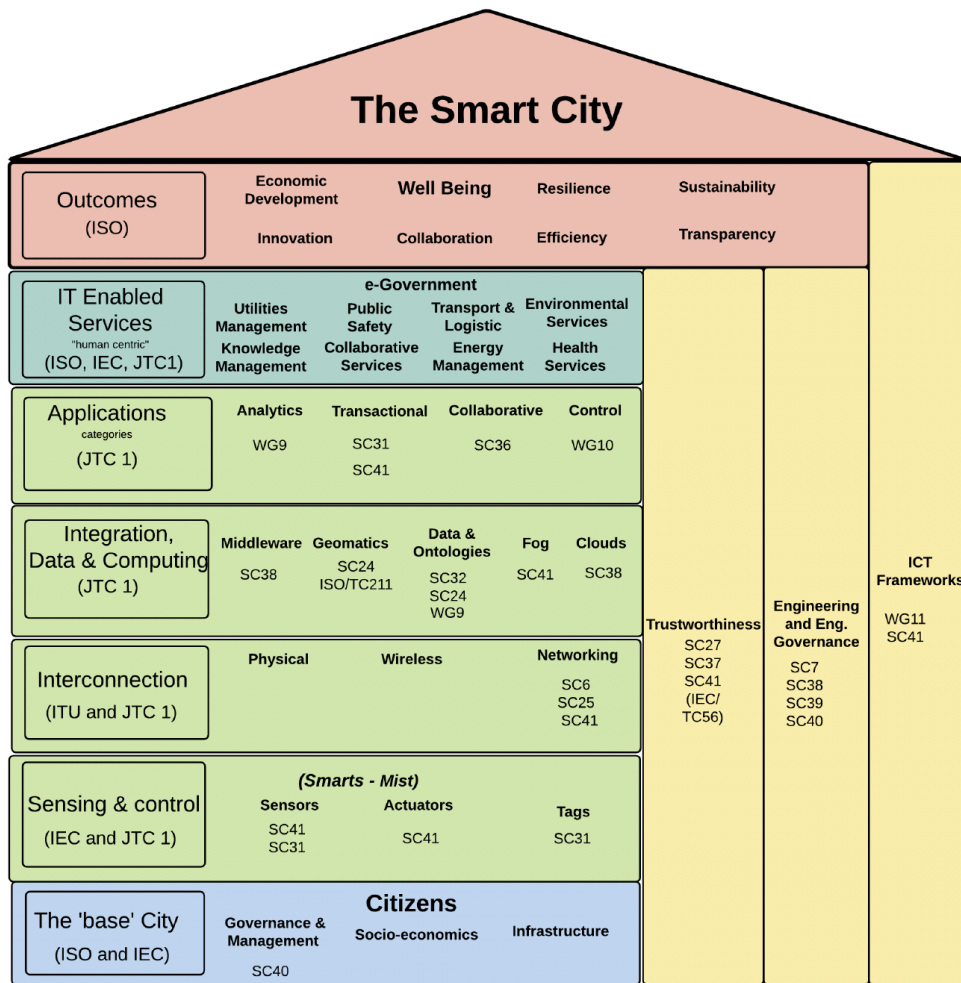 The Smart City
Outcomes
(ISO)
Economic
Development
Well Being
Resilience
Sustainability
Innovation
Collaboration
Efficiency
Transparency
IT Enabled
Services
"human centric"
(ISO, IEC, JTC1)
e-Government
Utilities
Management
Public
Safety
Transport &
Logistic
Environmental
Services
Knowledge
Management
Collaborative
Services
Energy
Management
Health
Services
Applications
categories
(JTC 1)
Analytics
WG9
Transactional
SC31
SC41
Collaborative
SC36
Control
WG10
Integration,
Data & Computing
(JTC 1)
Middleware
SC38
Geomatics
SC24
ISO/TC211
Data &
Ontologies
SC32
SC24
WG9
Fog
SC41
Clouds
SC38
Interconnection
(ITU and JTC 1)
Physical
Wireless
Networking
SC6
SC25
SC41
Sensing & control
(IEC and JTC 1)
(Smarts - Mist)
Sensors
SC41
SC31
Actuators
SC41
Tags
SC31
The 'base' City
(ISO and IEC)
Citizens
Governance &
Management
SC40
Socio-economics
Infrastructure
Trustworthiness
SC27
SC37
SC41
(IEC/
TC56)
Engineering
and Eng.
Governance
SC7
SC38
SC39
SC40
ICT
Frameworks
WG11
SC41